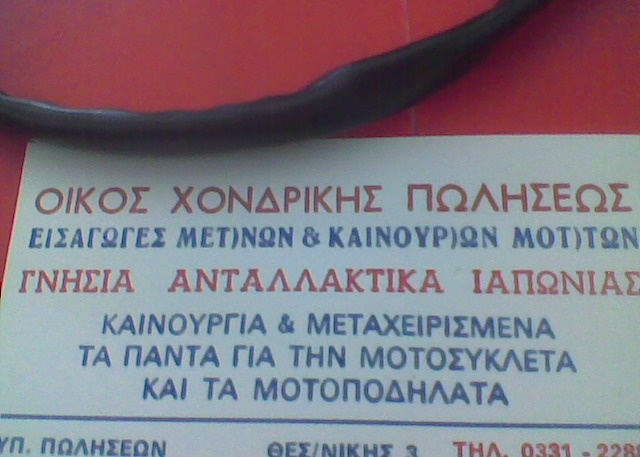 ΟΙΚΟΣ ΧΟΝΔΡΙΚΗΣ ΠΩΛΗΣΕΩΣ
ΕΙΣΑΓΩΓΕΣ ΜΕΤ)ΝΩΝ & ΚΑΙΝΟΥΡ)ΩΝ ΜΟΤ)ΤΩΝ
ΓΝΗΣΙΑ ΑΝΤΑΛΛΑΚΤΙΚΑ ΙΑΠΩΝΙΑΣ
ΚΑΙΝΟΥΡΓΙΑ & ΜΕΤΑΧΕΙΡΙΣΜΕΝΑ
ΤΑ ΠΑΝΤΑ ΓΙΑ ΤΗΝ ΜΟΤΟΣΥΚΛΕΤΑ
ΚΑΙ ΤΑ ΜΟΤΟΠΟΔΗΛΑΤΑ
ΥΠ. ΠΩΛΗΣΕΩΝ ΘΕΣ/ΝΙΚΗΣ 3 ΤΗΛ. 0331 -